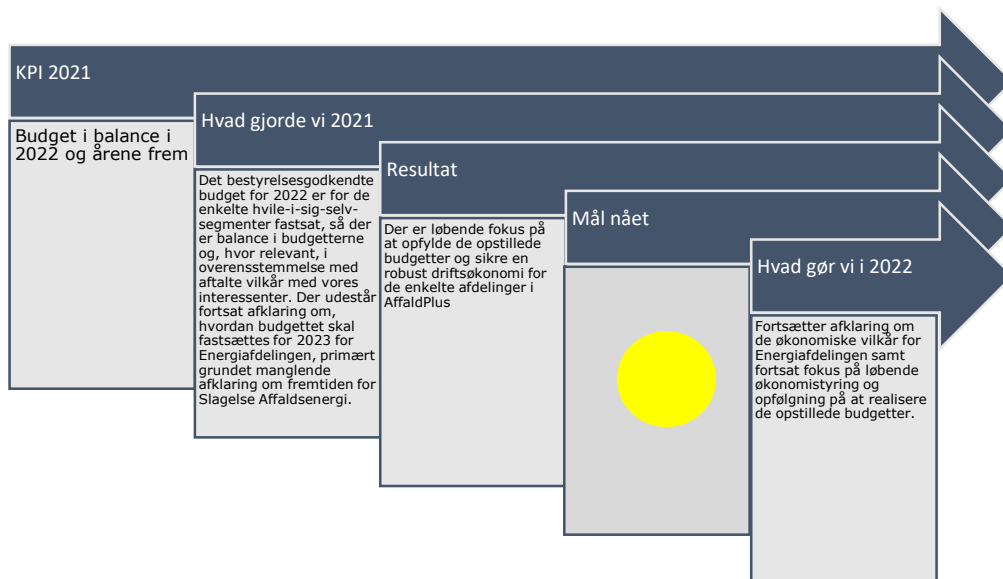 KPI 2021
Budget i balance i
2022 og årene frem
Hvad gjorde vi 2021
Det bestyrelsesgodkendte
budget for 2022 er for de
enkelte hvile-i-sig-selv-
segmenter fastsat, så der
er balance i budgetterne
og, hvor relevant, i
overensstemmelse med
aftalte vilkår med vores
interessenter. Der udestår
fortsat afklaring om,
hvordan budgettet skal
fastsættes for 2023 for
Energiafdelingen, primært
grundet manglende
afklaring om fremtiden for
Slagelse Affaldsenergi.
Resultat
Der er løbende fokus på
at opfylde de opstillede
budgetter og sikre en
robust driftsøkonomi for
de enkelte afdelinger i
AffaldPlus
Mål nået
Hvad gør vi i 2022
Fortsætter afklaring om
de økonomiske vilkår for
Energiafdelingen samt
fortsat fokus på løbende
økonomistyring og
opfølgning på at realisere
de opstillede budgetter.